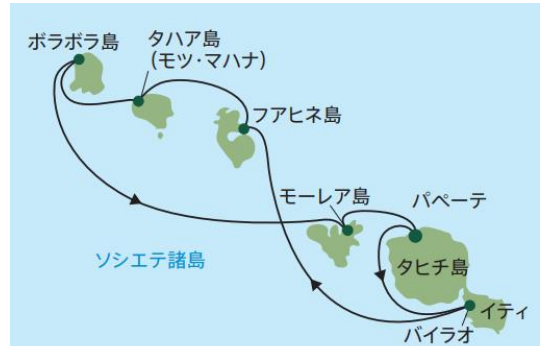 ボラボラ島
タハア島
(モツ・マハナ)
フアヒネ島
モーレア島
パペーテ
タヒチ島
ソシエテ諸島
イティ
バイラオ